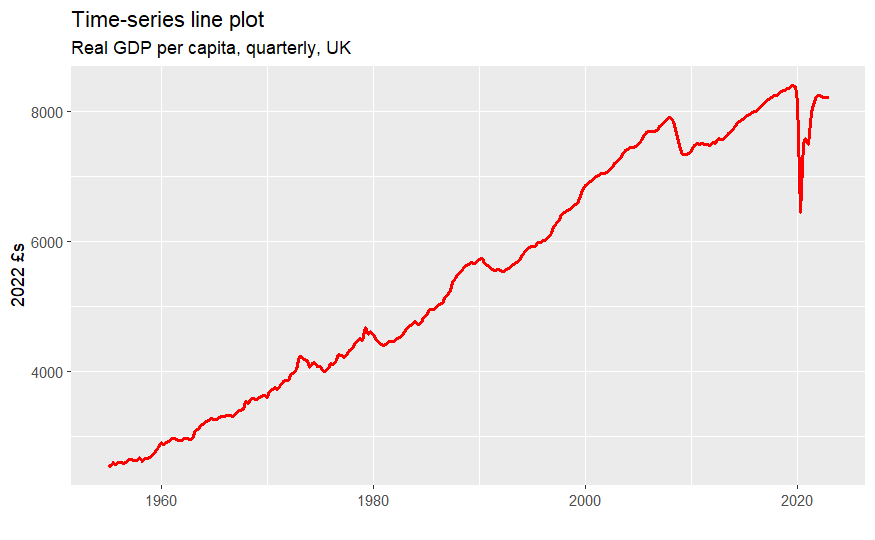 Time-series line plot
Real GDP per capita, quarterly, UK
8000
6000
4000
2022 £s
1960 1980 2000 2020